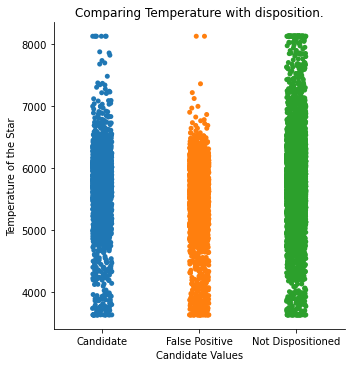 Comparing Temperature with disposition.
Temperature of the Star
8000
7000
6000
5000
4000
Candidate
False Positive
Not Dispositioned
Candidate Values